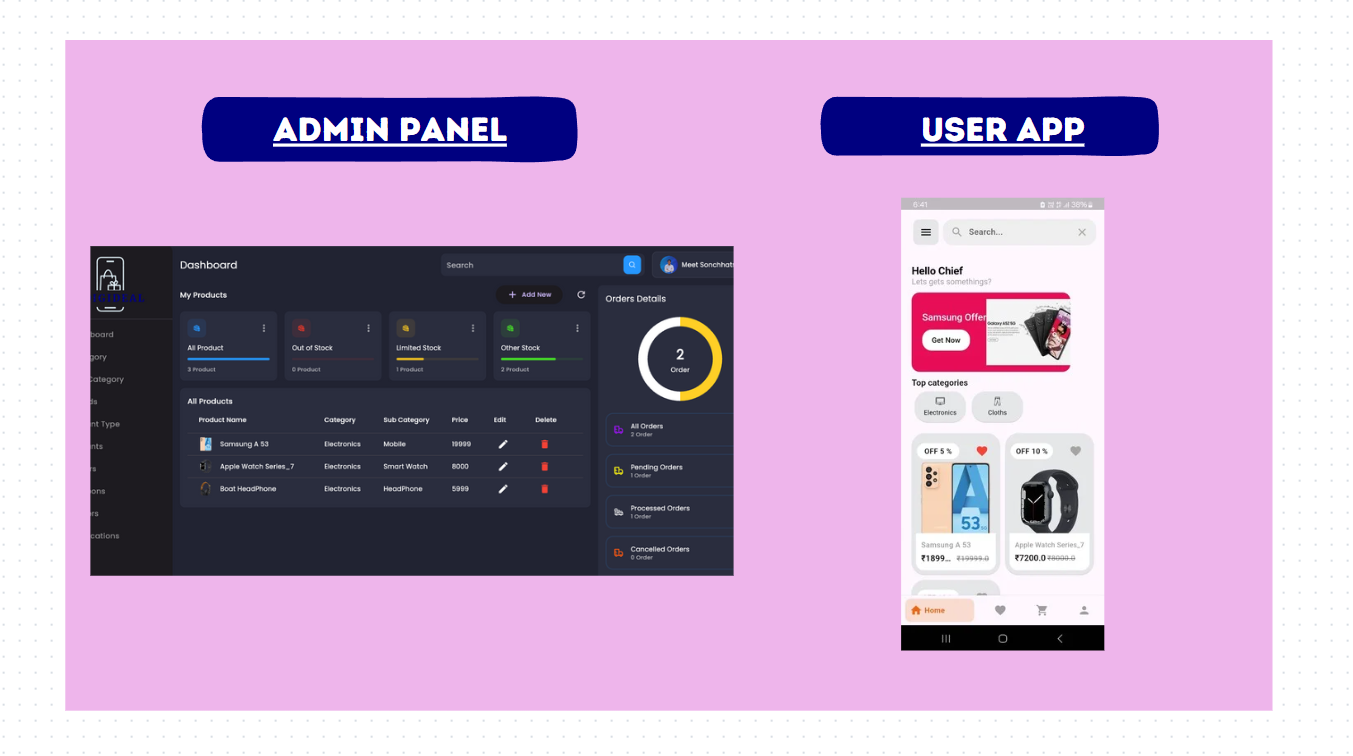 ADMIN PANEL
USER APP
Dashboard
Search
Meet Sonchhat
My Products
+ Add New
All Product
3 Product
Out of Stock
0 Product
Limited Stock
1 Product
Other Stock
2 Product
All Products
Product Name Category Sub Category Price Edit Delete
Samsung A 53 Electronics Mobile 19999
Apple Watch Series_7 Electronics Smart Watch 8000
Boat HeadPhone Electronics HeadPhone 5999
Orders Details
2
Order
All Orders
2 Order
Pending Orders
1 Order
Processed Orders
1 Order
Cancelled Orders
0 Order
board
gory
Category
ds
nt Type
nts
rs
ons
rs
cations
6:41
38%
Search...
Hello Chief
Lets gets somethings?
Samsung Offer
Get Now
Top categories
Electronics
Cloths
OFF 5 %
53
Samsung A 53
₹1899... ₹19999.0
OFF 10 %
Apple Watch Series_7
₹7200.0 ₹8000.0
Home